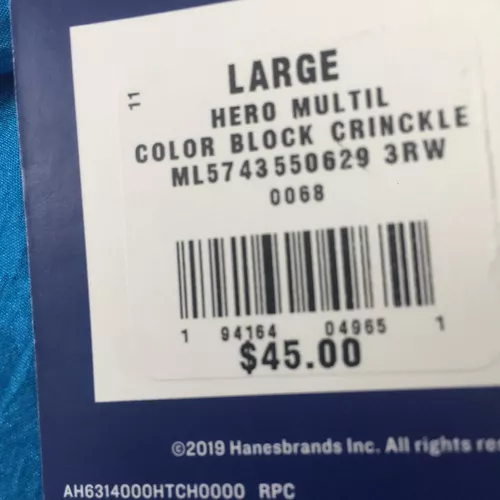 11
LARGE
HERO MULTIL
COLOR BLOCK CRINCKLE
ML5743550629 3RW
0068
1 94164 04965 1
$45.00
©2019 Hanesbrands Inc. All rights
AH6314000HTCH0000 RPC